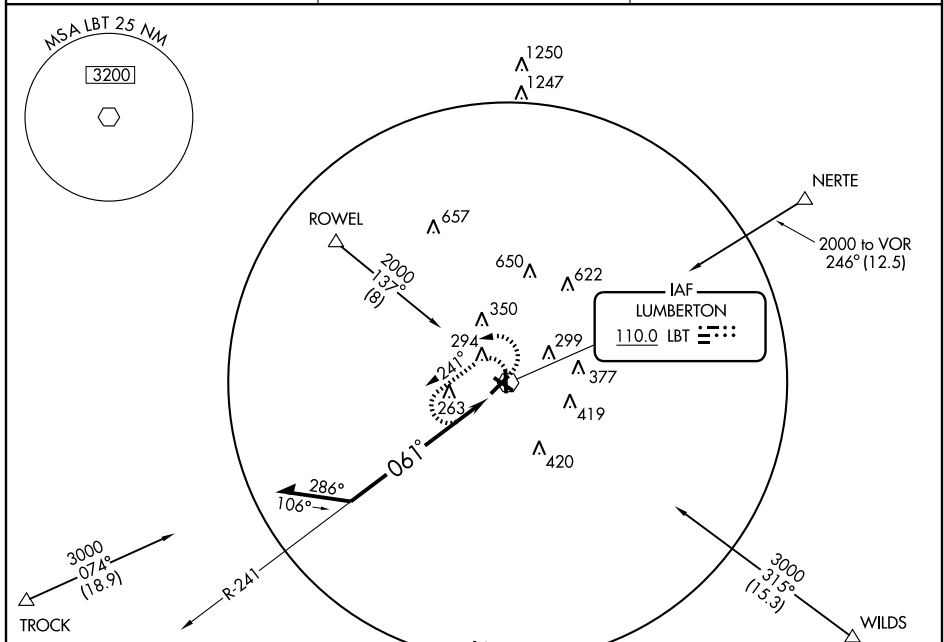 MSA LBT 25 NM
3200
1250
1247
NERTE
2000 to VOR
246° (12.5)
ROWEL
657
2000
137°
(8)
650
622
IAF
LUMBERTON
110.0 LBT
350
294
299
241°
377
263
419
061°
420
286°
106°
3000
074°
(18.9)
TROCK
R-241
3000
315°
(15.3)
WILDS